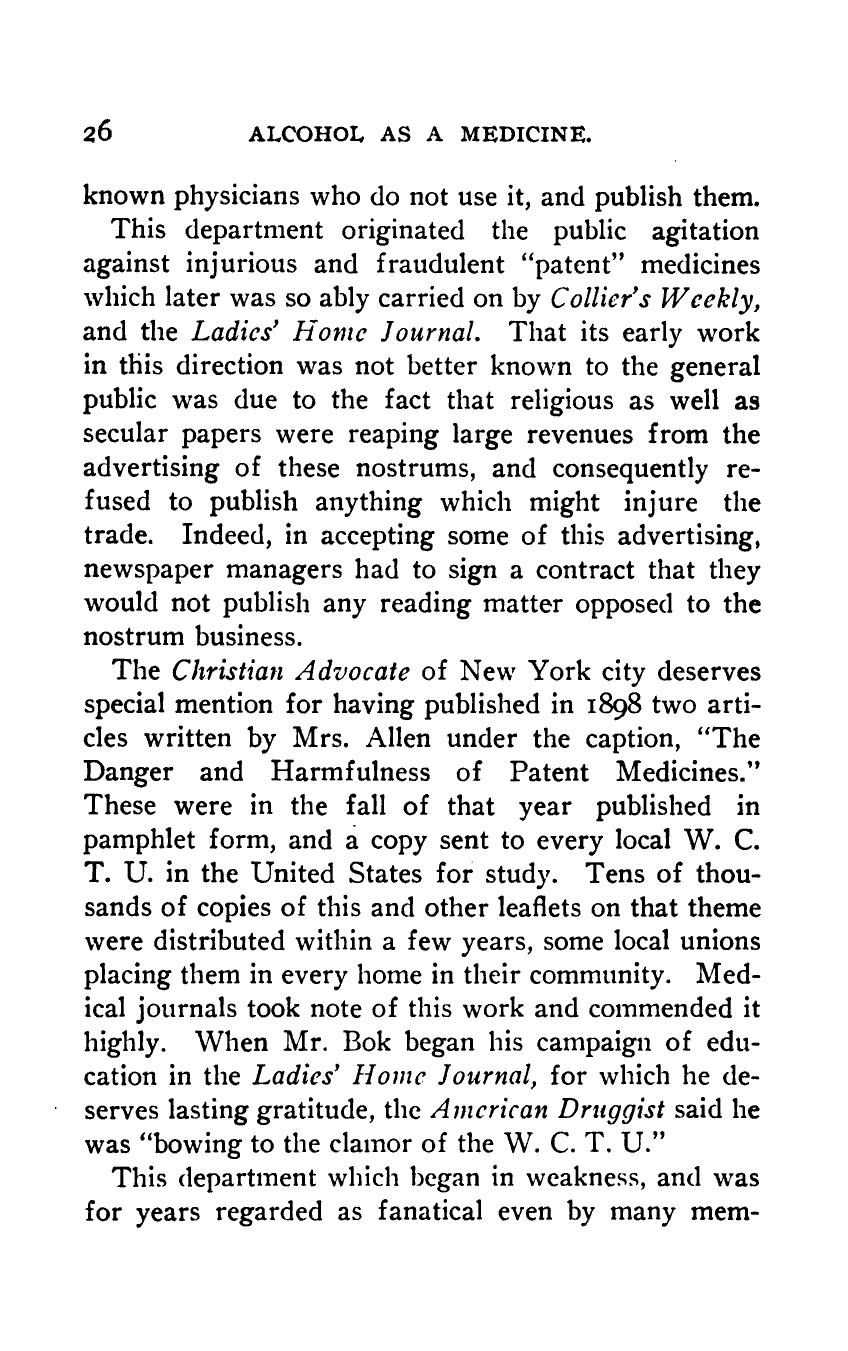 26 ALCOHOL AS A MEDICINE.
known physicians who do not use it, and publish them.
This department originated the public agitation
against injurious and fraudulent “patent” medicines
which later was so ably carried on by Collier’s Weekly,
and the Ladies’ Home Journal. That its early work
in this direction was not better known to the general
public was due to the fact that religious as well as
secular papers were reaping large revenues from the
advertising of these nostrums, and consequently re-
fused to publish anything which might injure the
trade. Indeed, in accepting some of this advertising,
newspaper managers had to sign a contract that they
would not publish any reading matter opposed to the
nostrum business.
The Christian Advocate of New York city deserves
special mention for having published in 1898 two arti-
cles written by Mrs. Allen under the caption, “The
Danger and Harmfulness of Patent Medicines.”
These were in the fall of that year published in
pamphlet form, and a copy sent to every local W. C.
T. U. in the United States for study. Tens of thou-
sands of copies of this and other leaflets on that theme
were distributed within a few years, some local unions
placing them in every home in their community. Med-
ical journals took note of this work and commended it
highly. When Mr. Bok began his campaign of edu-
cation in the Ladies’ Home Journal, for which he de-
serves lasting gratitude, the American Druggist said he
was “bowing to the clamor of the W. C. T. U.”
This department which began in weakness, and was
for years regarded as fanatical even by many mem-